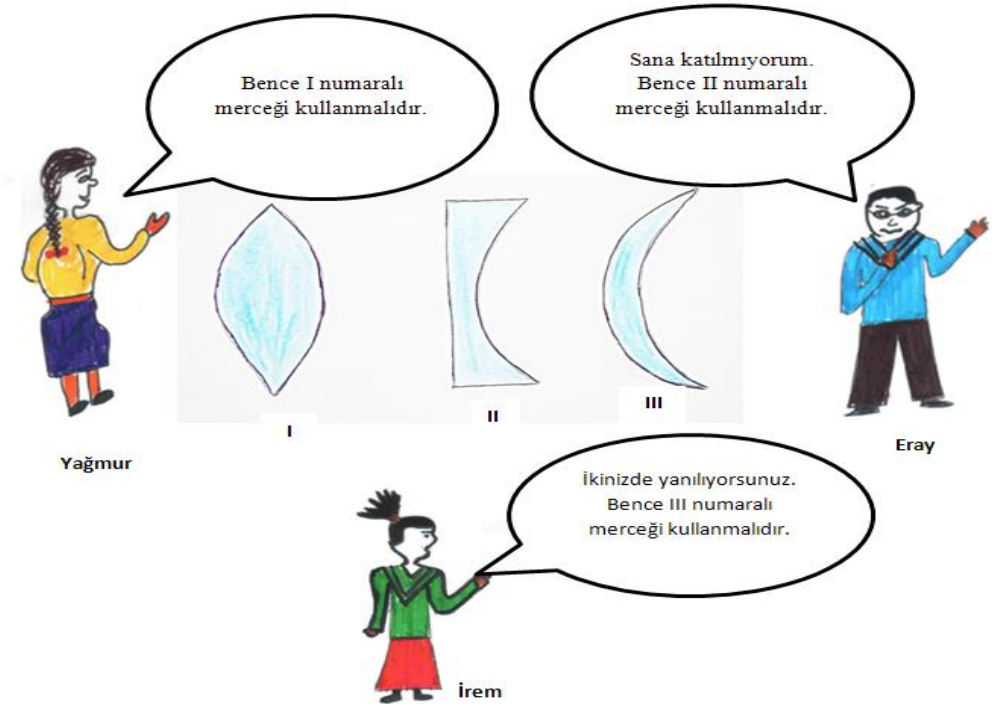 Bence I numaralı
merceği kullanmalıdır.
Sana katılmıyorum.
Bence II numaralı
merceği kullanmalıdır.
I
II
III
Yağmur
Eray
İkinizde yanılıyorsunuz.
Bence III numaralı
merceği kullanmalıdır.
İrem